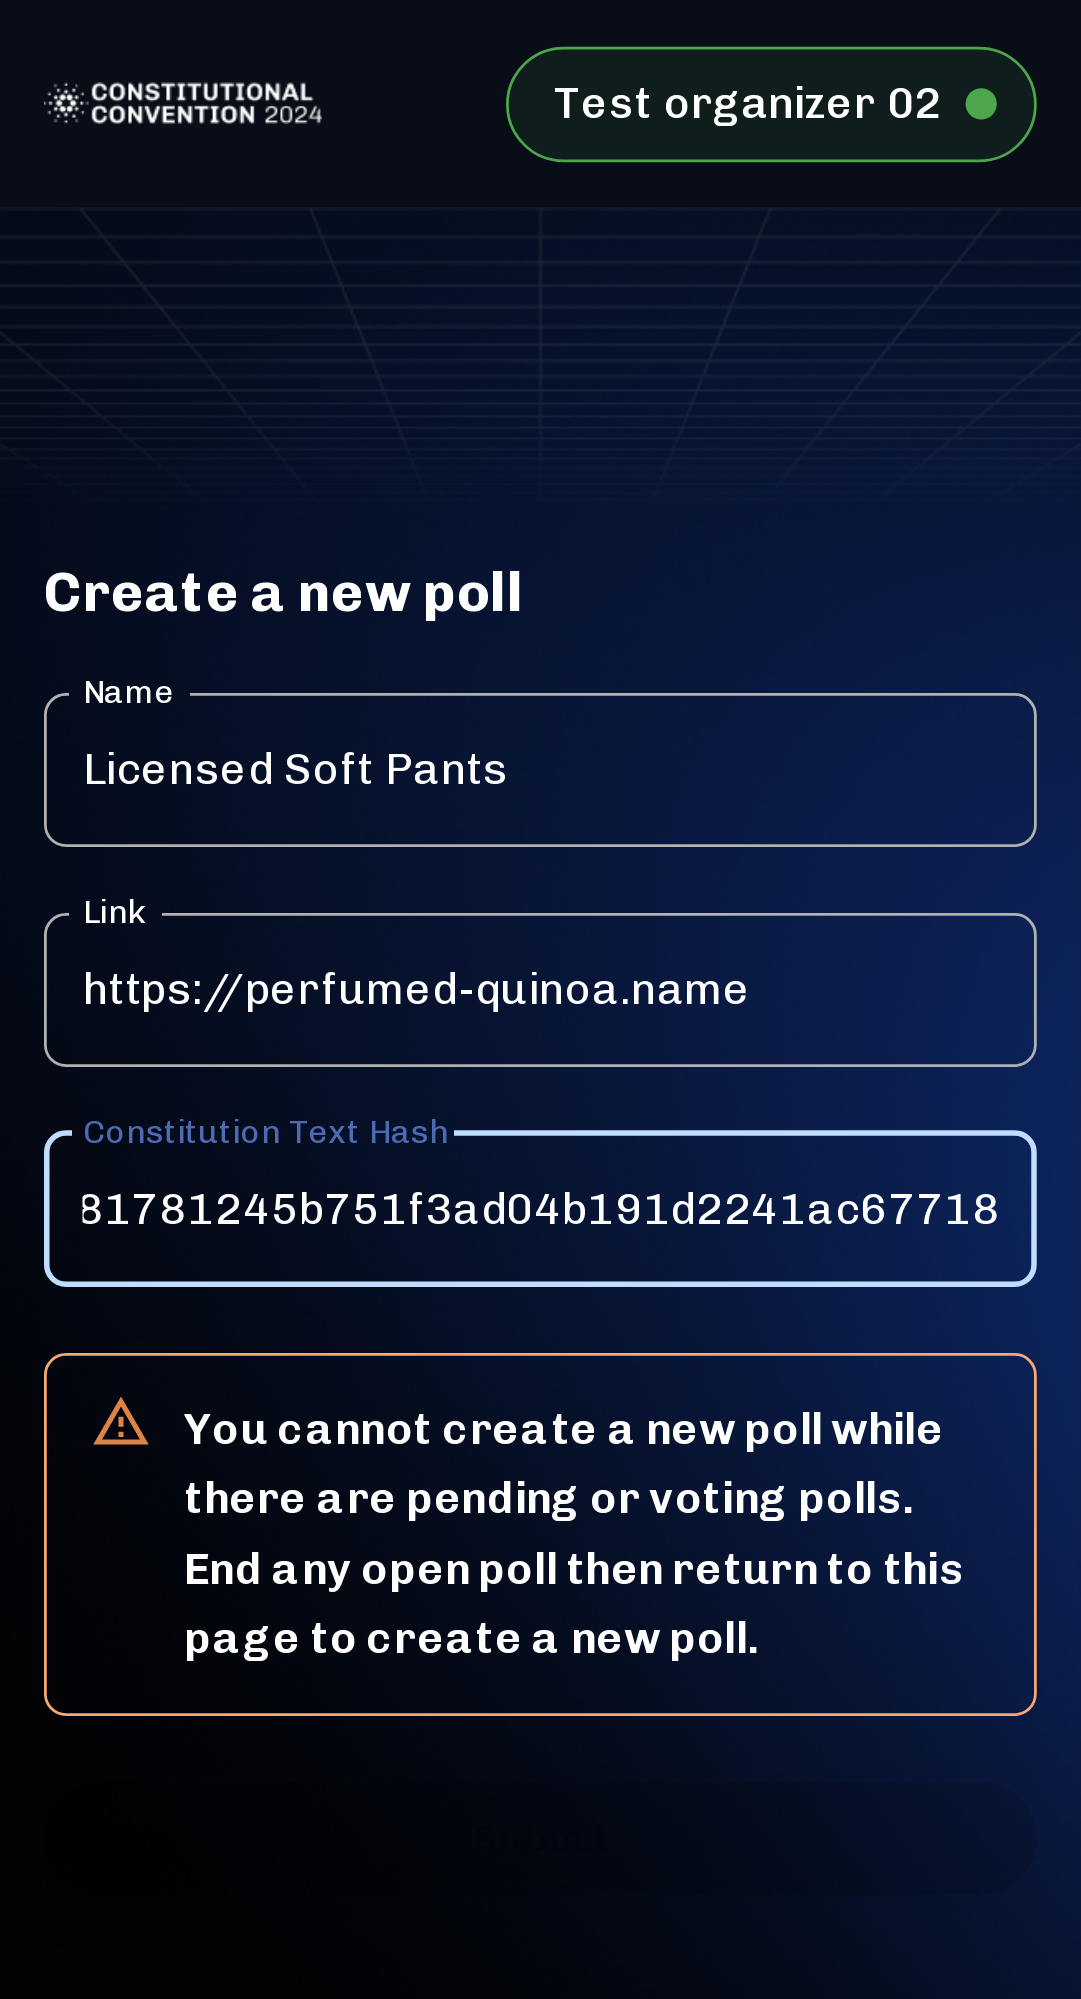 CONSTITUTIONAL
CONVENTION 2024
Test organizer 02
Create a new poll
Name
Licensed Soft Pants
Link
https://perfumed-quinoa.name
Constitution Text Hash
81781245b751f3ad04b191d2241ac67718
You cannot create a new poll while
there are pending or voting polls.
End any open poll then return to this
page to create a new poll.
Submit